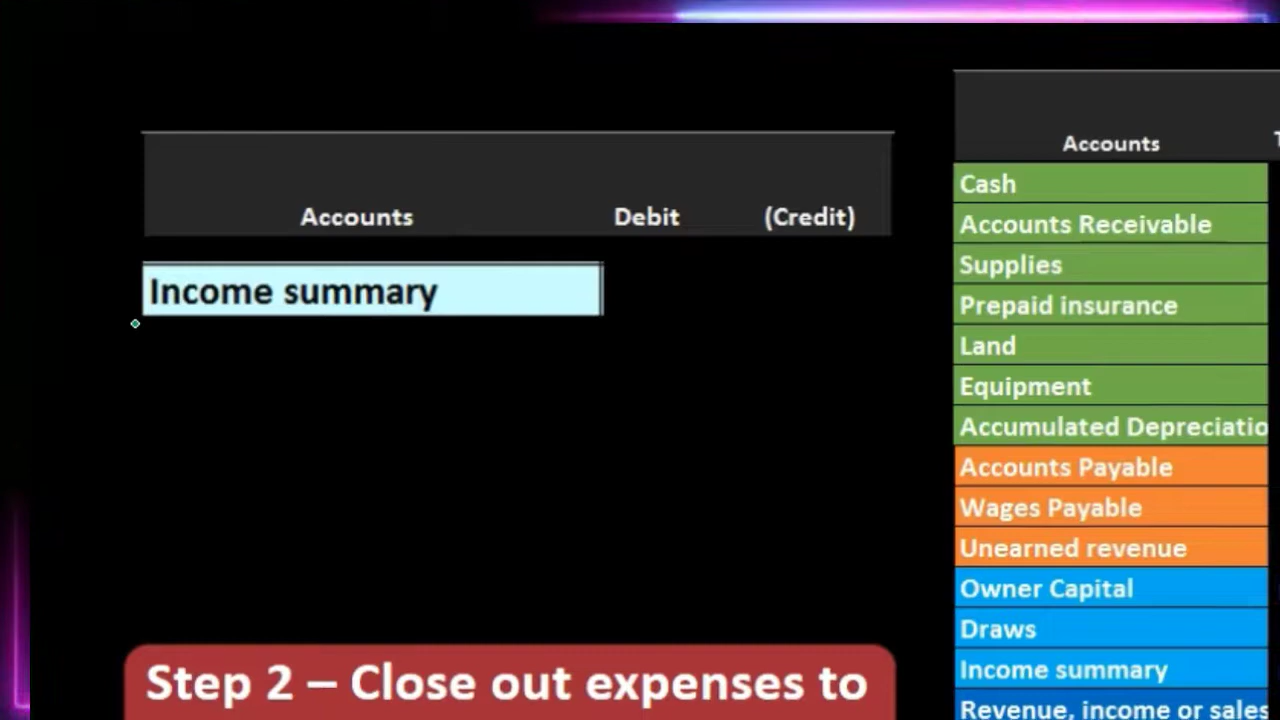 Accounts Debit (Credit)
Income summary
Step 2 – Close out expenses to
Accounts
Cash
Accounts Receivable
Supplies
Prepaid insurance
Land
Equipment
Accumulated Depreciatio
Accounts Payable
Wages Payable
Unearned revenue
Owner Capital
Draws
Income summary
Revenue, income or sales